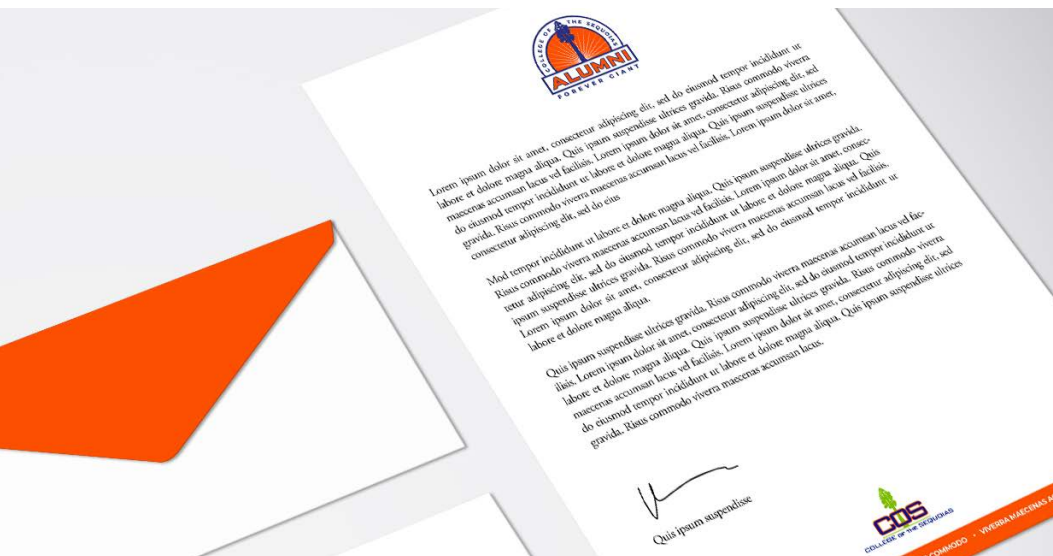 COLLEGE OF THE SEQUOIAS
ALUMNI
FOREVER GIANT
Lorem ipsum dolor sit amet, consectetur adipiscing elit, sed do eiusmod tempor incididunt ut
labore et dolore magna aliqua. Quis ipsum suspendisse ultrices gravida. Risus commodo viverra
maecenas accumsan lacus vel facilisis. Lorem ipsum dolor sit amet, consectetur adipiscing elit, sed
do eiusmod tempor incididunt ut labore et dolore magna aliqua. Quis ipsum suspendisse ultrices
gravida. Risus commodo viverra maecenas accumsan lacus vel facilisis. Lorem ipsum dolor sit amet,
consectetur adipiscing elit, sed do eius
Mod tempor incididunt ut labore et dolore magna aliqua. Quis ipsum suspendisse ultrices gravida.
Risus commodo viverra maecenas accumsan lacus vel facilisis. Lorem ipsum dolor sit amet, consec-
tetur adipiscing elit, sed do eiusmod tempor incididunt ut labore et dolore magna aliqua. Quis
ipsum suspendisse ultrices gravida. Risus commodo viverra maecenas accumsan lacus vel facilisis.
Lorem ipsum dolor sit amet, consectetur adipiscing elit, sed do eiusmod tempor incididunt ut
labore et dolore magna aliqua.
Quis ipsum suspendisse ultrices gravida. Risus commodo viverra maecenas accumsan lacus vel fac-
ilisis. Lorem ipsum dolor sit amet, consectetur adipiscing elit, sed do eiusmod tempor incididunt ut
labore et dolore magna aliqua. Quis ipsum suspendisse ultrices gravida. Risus commodo viverra
maecenas accumsan lacus vel facilisis. Lorem ipsum dolor sit amet, consectetur adipiscing elit, sed
do eiusmod tempor incididunt ut labore et dolore magna aliqua. Quis ipsum suspendisse ultrices
gravida. Risus commodo viverra maecenas accumsan lacus.
Quis ipsum suspendisse
COS
COLLEGE OF THE SEQUOIAS
COMMODO • VIVERRA MAECENAS